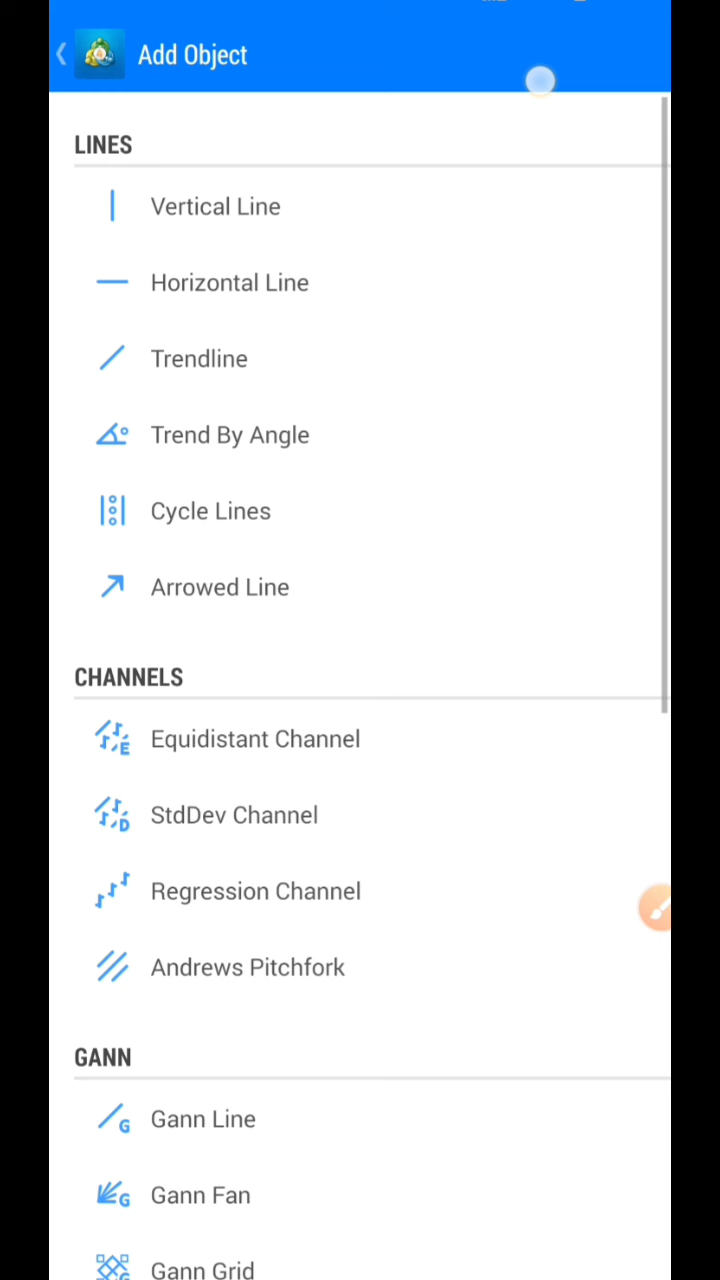 Add Object
LINES
Vertical Line
Horizontal Line
Trendline
Trend By Angle
Cycle Lines
Arrowed Line
CHANNELS
Equidistant Channel
StdDev Channel
Regression Channel
Andrews Pitchfork
GANN
Gann Line
Gann Fan
Gann Grid